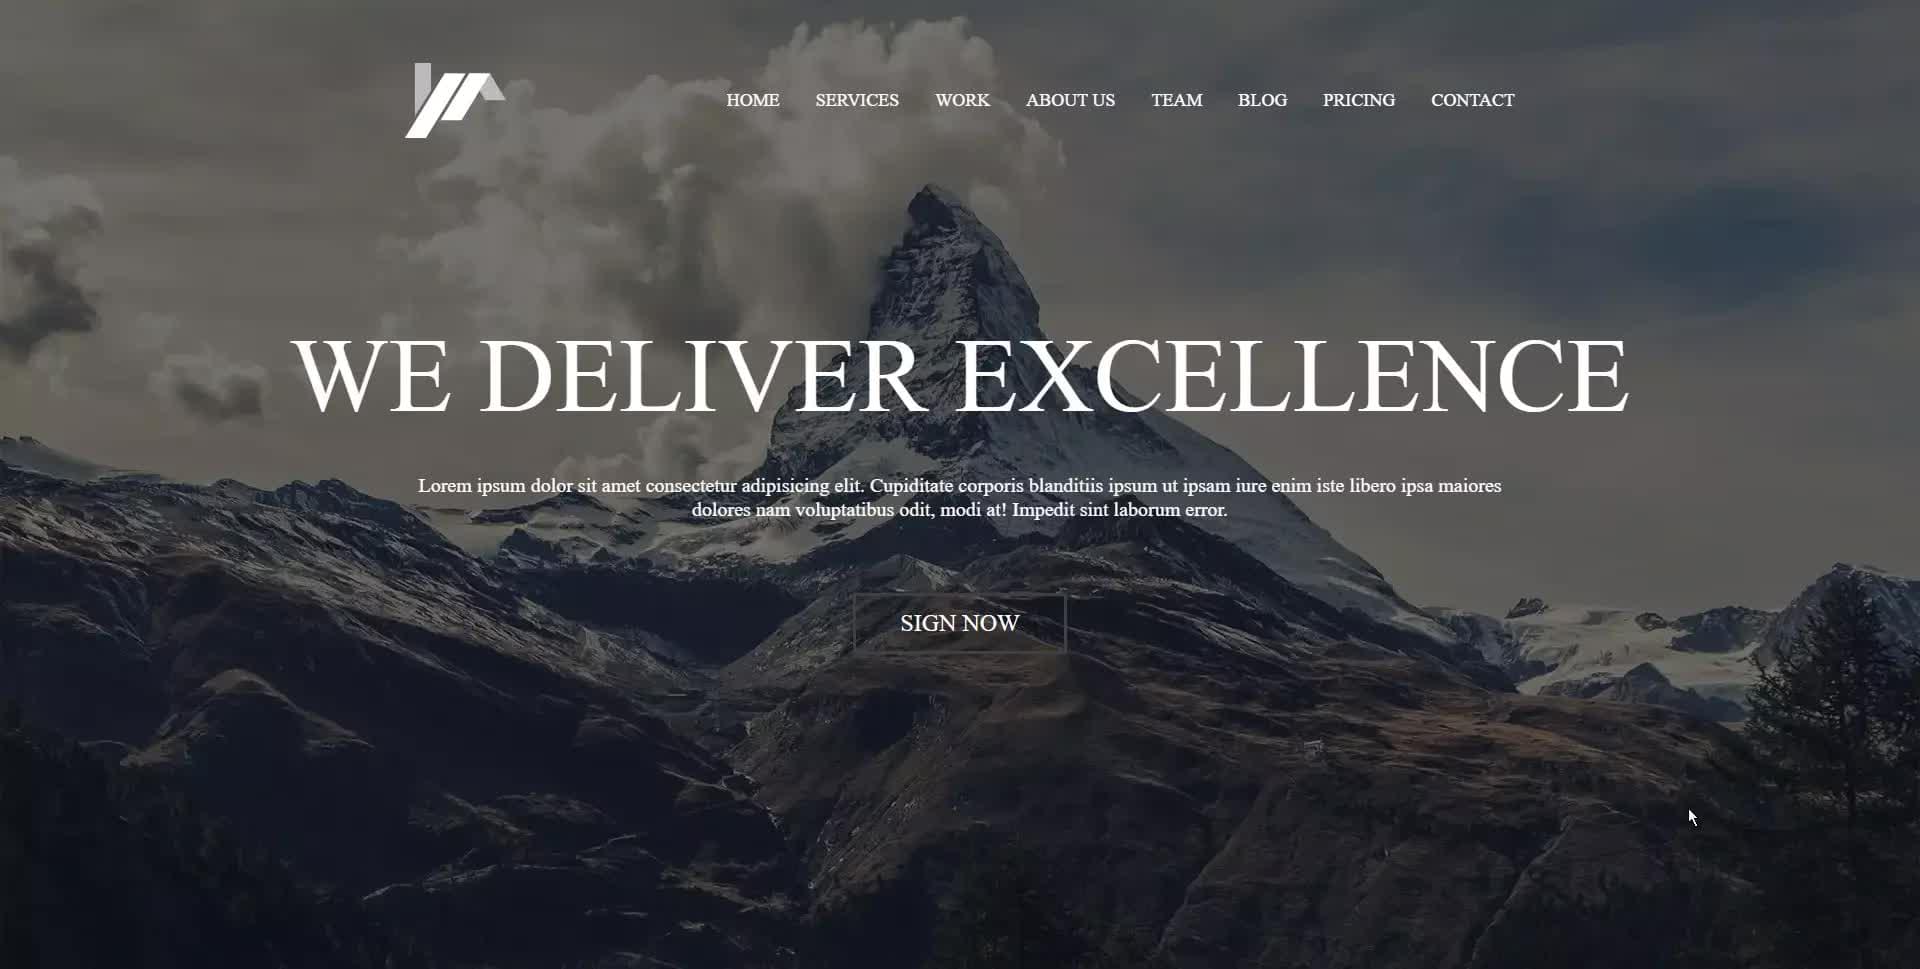 HOME SERVICES WORK ABOUT US TEAM BLOG PRICING CONTACT
WE DELIVER EXCELLENCE
Lorem ipsum dolor sit amet consectetur adipisicing elit. Cupiditate corporis blanditiis ipsum ut ipsam iure enim iste libero ipsa maiores
dolores nam voluptatibus odit, modi at! Impedit sint laborum error.
SIGN NOW